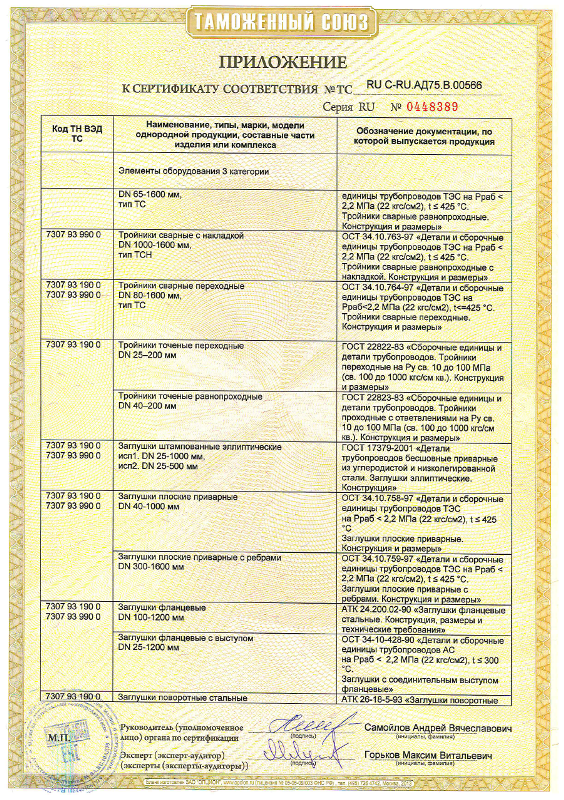 ТАМОЖЕННЫЙ СОЮЗ
ПРИЛОЖЕНИЕ
К СЕРТИФИКАТУ СООТВЕТСТВИЯ № ТС RU C-RU.АД75.В.00566
Серия RU № 0448389
Код ТН ВЭД
ТС
Наименование, типы, марки, модели
однородной продукции, составные части
изделия или комплекса
Обозначение документации, по
которой выпускается продукция
Элементы оборудования 3 категории
DN 65-1600 мм,
тип ТС
единицы трубопроводов ТЭС на Рраб <
2,2 МПа (22 кгс/см2), t ≤ 425 °С.
Тройники сварные равнопроходные.
Конструкция и размеры»
7307 93 990 0
Тройники сварные с накладкой
DN 1000-1600 мм,
тип ТСН
ОСТ 34.10.763-97 «Детали и сборочные
единицы трубопроводов ТЭС на Рраб <
2,2 МПа (22 кгс/см2), t ≤ 425 °С.
Тройники сварные равнопроходные с
накладкой. Конструкция и размеры»
7307 93 190 0
7307 93 990 0
Тройники сварные переходные
DN 80-1600 мм,
тип ТС
ОСТ 34.10.764-97 «Детали и сборочные
единицы трубопроводов ТЭС на
Рраб<2,2 МПа (22 кгс/см2), t<=425 °С.
Тройники сварные переходные.
Конструкция и размеры»
7307 93 190 0
Тройники точеные переходные
DN 25–200 мм
ГОСТ 22822-83 «Сборочные единицы и
детали трубопроводов. Тройники
переходные на Ру св. 10 до 100 МПа
(св. 100 до 1000 кгс/см кв.). Конструкция
и размеры»
Тройники точеные равнопроходные
DN 40–200 мм
ГОСТ 22823-83 «Сборочные единицы и
детали трубопроводов. Тройники
проходные с ответвлениями на Ру св.
10 до 100 МПа (св. 100 до 1000 кгс/см
кв.). Конструкция и размеры»
7307 93 190 0
7307 93 990 0
Заглушки штампованные эллиптические
исп1. DN 25-1000 мм,
исп2. DN 25-500 мм
ГОСТ 17379-2001 «Детали
трубопроводов бесшовные приварные
из углеродистой и низколегированной
стали. Заглушки эллиптические.
Конструкция»
7307 93 190 0
7307 93 990 0
Заглушки плоские приварные
DN 40-1000 мм
ОСТ 34.10.758-97 «Детали и сборочные
единицы трубопроводов ТЭС
на Рраб < 2,2 МПа (22 кгс/см2), t ≤ 425
°С
Заглушки плоские приварные.
Конструкция и размеры»
Заглушки плоские приварные с ребрами
DN 300-1600 мм
ОСТ 34.10.759-97 «Детали и сборочные
единицы трубопроводов ТЭС на Рраб <
2,2 МПа (22 кгс/см2), t ≤ 425 °С
Заглушки плоские приварные с
ребрами. Конструкция и размеры»
7307 93 190 0
7307 93 990 0
Заглушки фланцевые
DN 100-1200 мм
АТК 24.200.02-90 «Заглушки фланцевые
стальные. Конструкция, размеры и
технические требования»
Заглушки фланцевые с выступом
DN 25-1200 мм
ОСТ 34-10-428-90 «Детали и сборочные
единицы трубопроводов АС
на Рраб < 2,2 МПа (22 кгс/см2), t ≤ 300
°С.
Заглушки с соединительным выступом
фланцевые»
7307 93 190 0
Заглушки поворотные стальные
АТК 26-18-5-93 «Заглушки поворотные
М.П.
Руководитель (уполномоченное
лицо) органа по сертификации
(подпись)
Самойлов Андрей Вячеславович
(инициалы, фамилия)
Эксперт (эксперт-аудитор)
(эксперты (эксперты-аудиторы))
(подпись)
Горьков Максим Витальевич
(инициалы, фамилия)